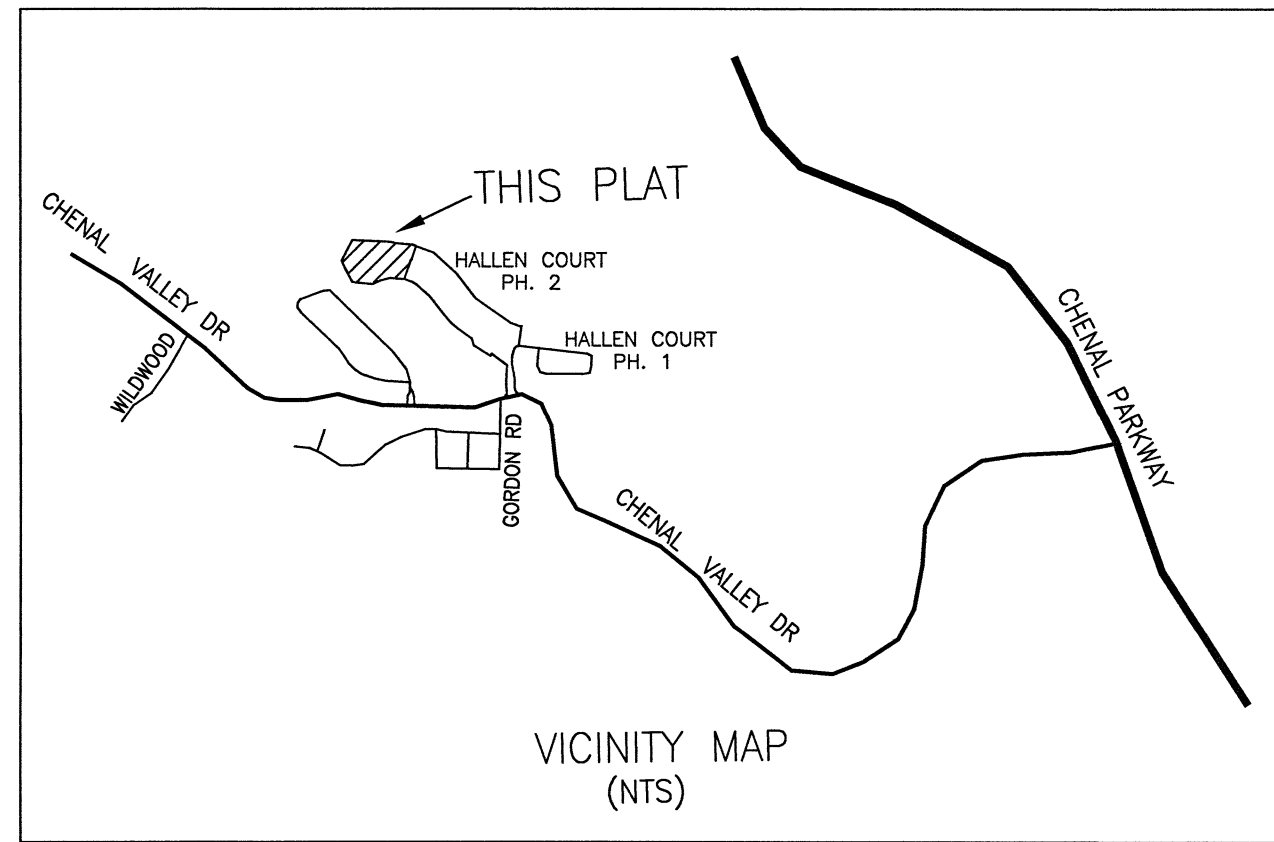 THIS PLAT
CHENAL VALLEY DR
HALLEN COURT
PH. 2
HALLEN COURT
PH. 1
WILDWOOD
GORDON RD
CHENAL PARKWAY
CHENAL VALLEY DR
VICINITY MAP
(NTS)